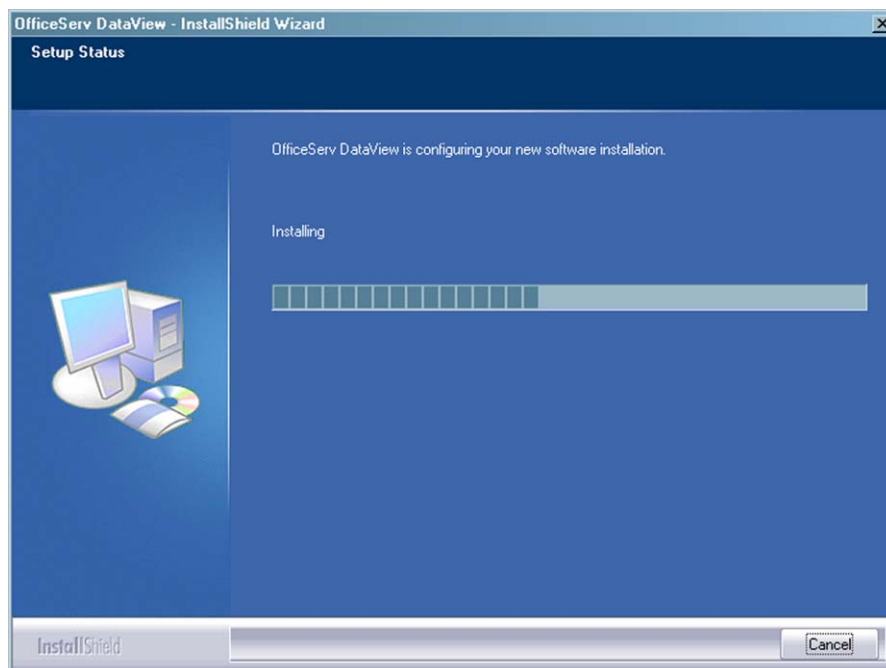 OfficeServ DataView - InstallShield Wizard
Setup Status
OfficeServ DataView is configuring your new software installation.
Installing
InstallShield
Cancel